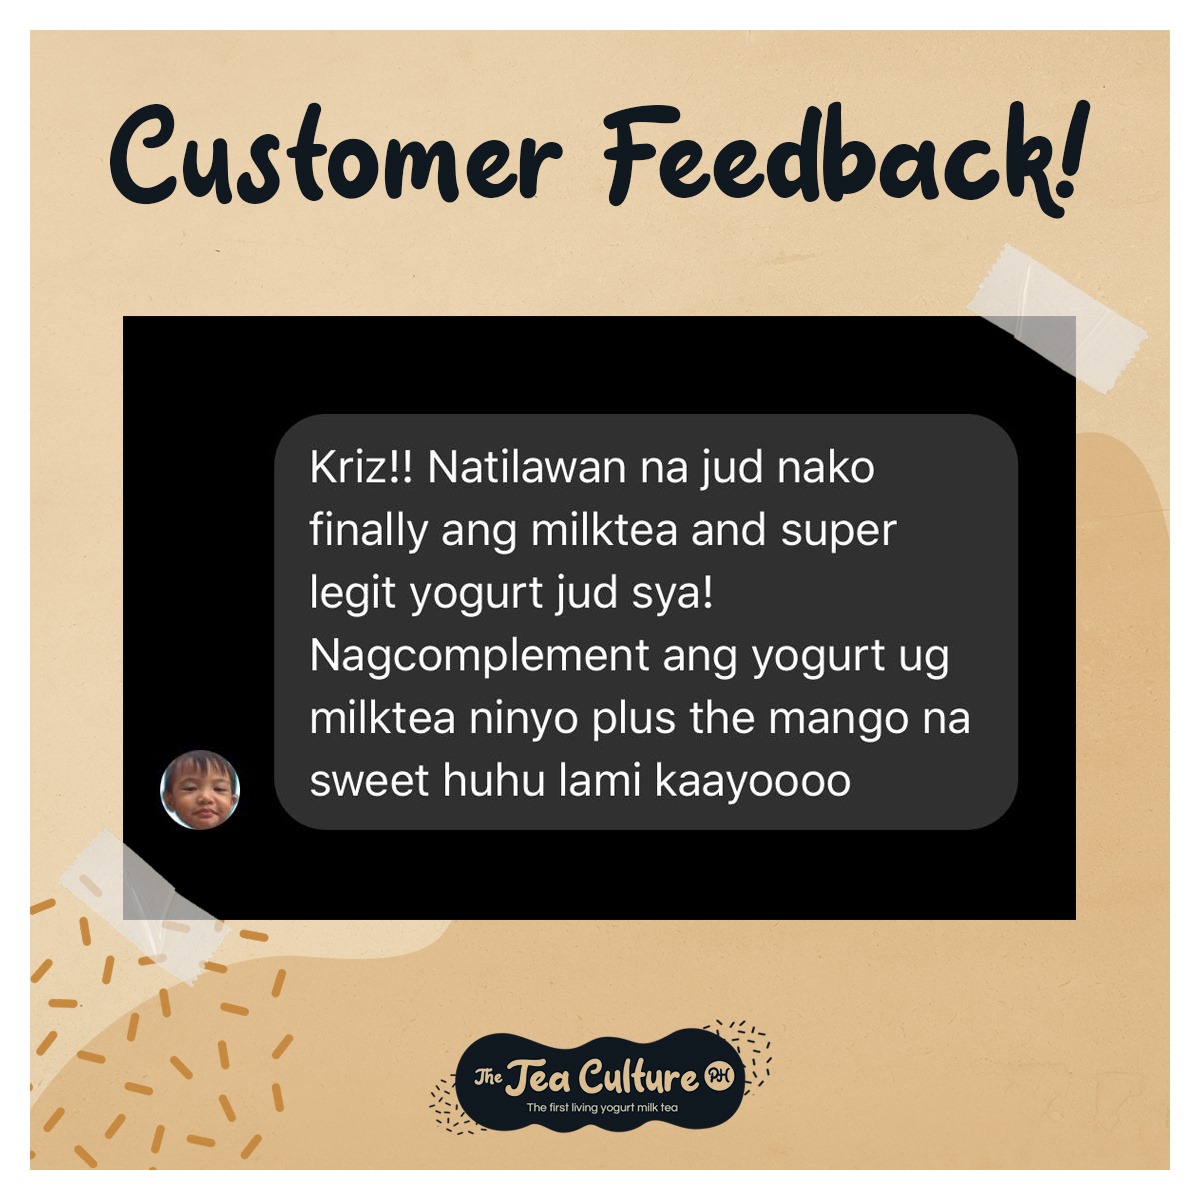 Customer Feedback!
Kriz!! Natilawan na jud nako
finally ang milktea and super
legit yogurt jud sya!
Nagcomplement ang yogurt ug
milktea ninyo plus the mango na
sweet huhu lami kaayoooo
The Tea Culture PH
The first living yogurt milk tea